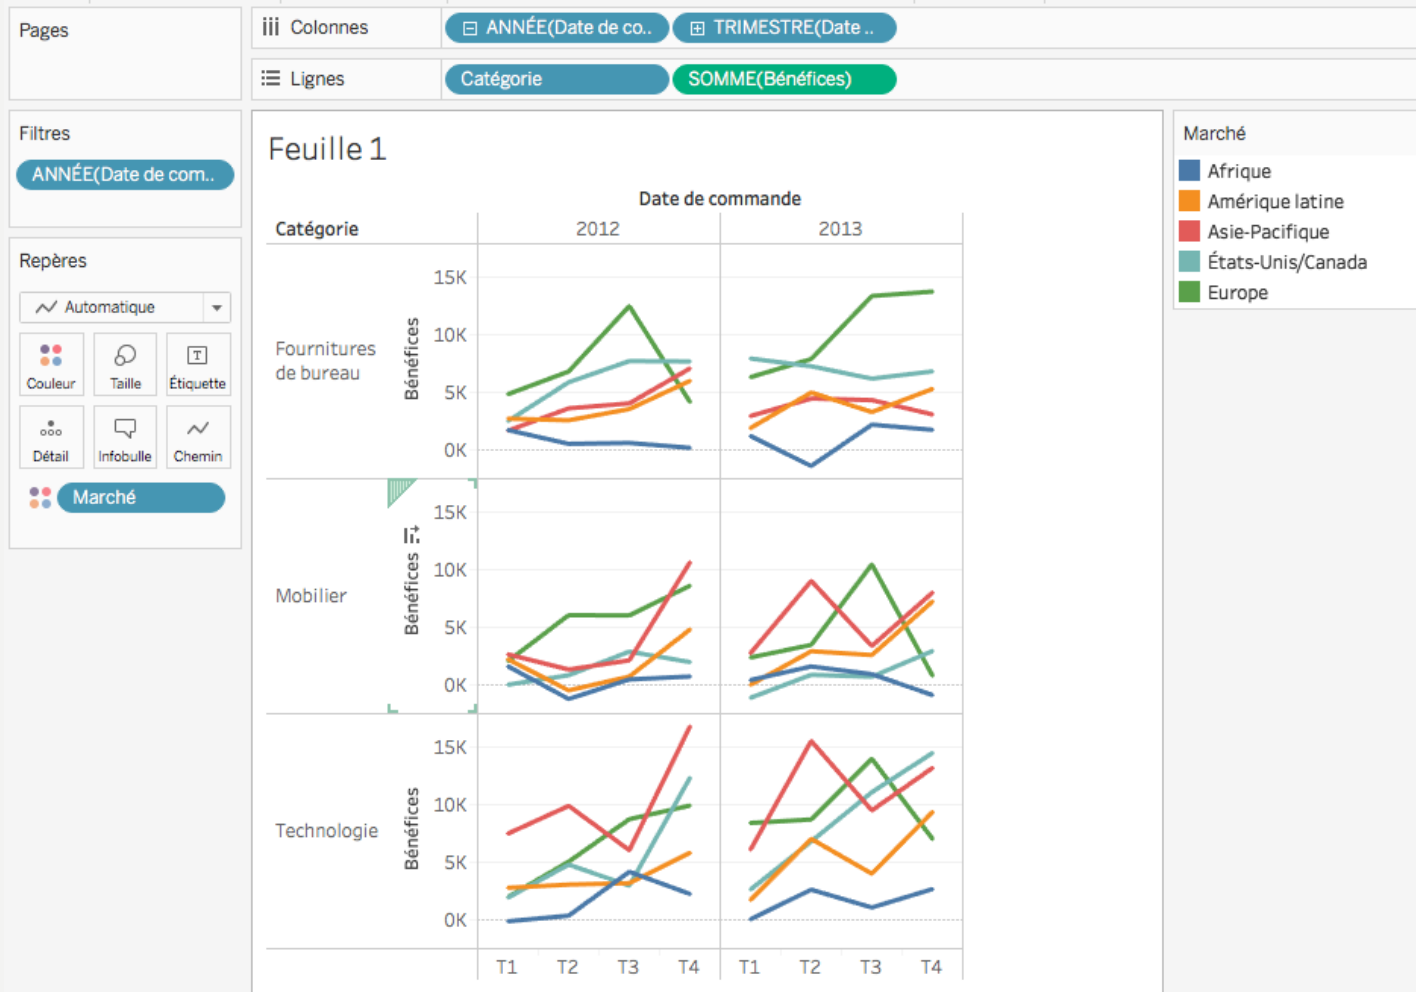 Pages
Colonnes
ANNÉE(Date de co..
TRIMESTRE(Date ..
Lignes
Catégorie
SOMME(Bénéfices)
Filtres
ANNÉE(Date de com..
Repères
Automatique
Couleur
Taille
T
Étiquette
Détail
Infobulle
Chemin
Marché
Feuille 1
Date de commande
Catégorie
2012
2013
Fournitures
de bureau
Bénéfices
15K
10K
5K
0K
Mobilier
Bénéfices
15K
10K
5K
0K
Technologie
Bénéfices
15K
10K
5K
0K
T1
T2
T3
T4
T1
T2
T3
T4
Marché
Afrique
Amérique latine
Asie-Pacifique
États-Unis/Canada
Europe